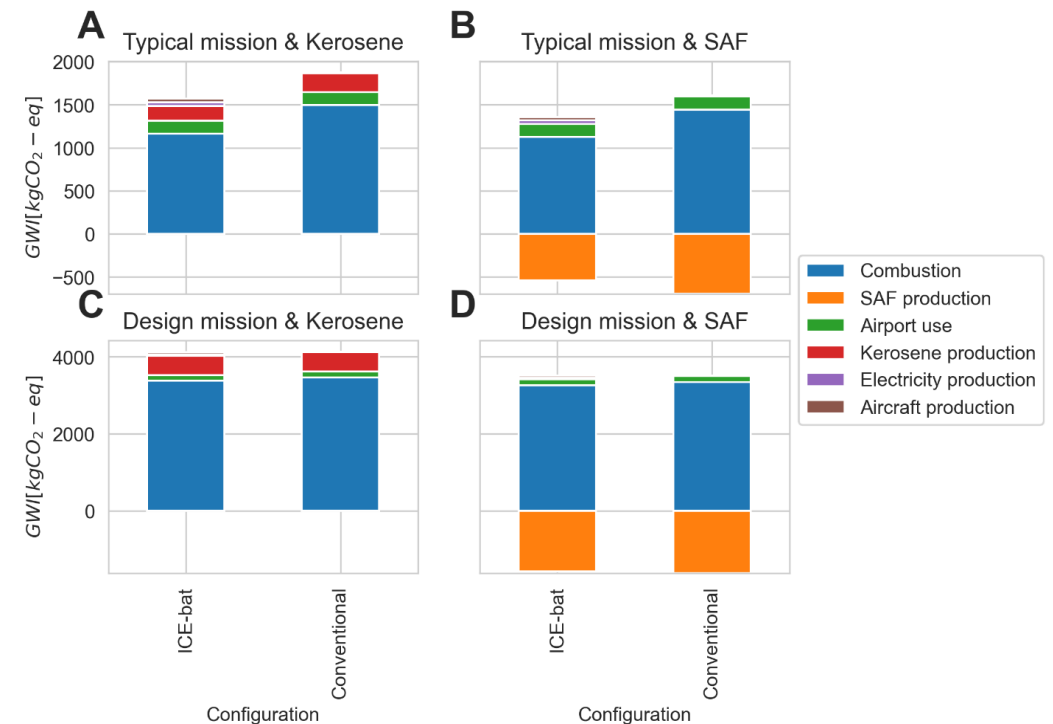 A
Typical mission & Kerosene
B
Typical mission & SAF
GWI[kgCO₂ − eq]
2000
1500
1000
500
0
−500
C
Design mission & Kerosene
D
Design mission & SAF
GWI[kgCO₂ − eq]
4000
2000
0
Combustion
SAF production
Airport use
Kerosene production
Electricity production
Aircraft production
ICE-bat
Conventional
ICE-bat
Conventional
Configuration
Configuration